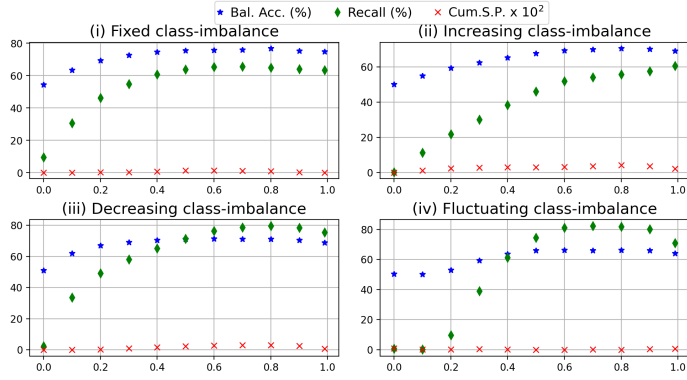 Bal. Acc. (%) Recall (%) Cum.S.P. x 10²
(i) Fixed class-imbalance (ii) Increasing class-imbalance
80
60
40
20
0
0.0 0.2 0.4 0.6 0.8 1.0
60
40
20
0
0.0 0.2 0.4 0.6 0.8 1.0
(iii) Decreasing class-imbalance (iv) Fluctuating class-imbalance
80
60
40
20
0
0.0 0.2 0.4 0.6 0.8 1.0
80
60
40
20
0
0.0 0.2 0.4 0.6 0.8 1.0